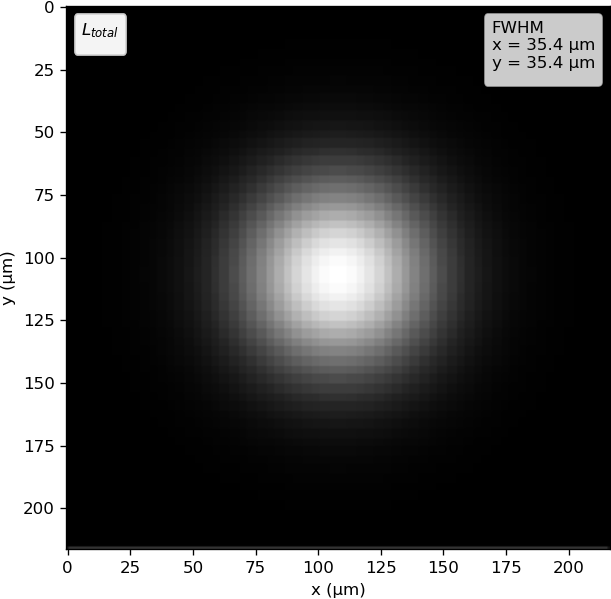 L_total
FWHM
x = 35.4 μm
y = 35.4 μm
0
25
50
75
100
125
150
175
200
y (μm)
0 25 50 75 100 125 150 175 200
x (μm)